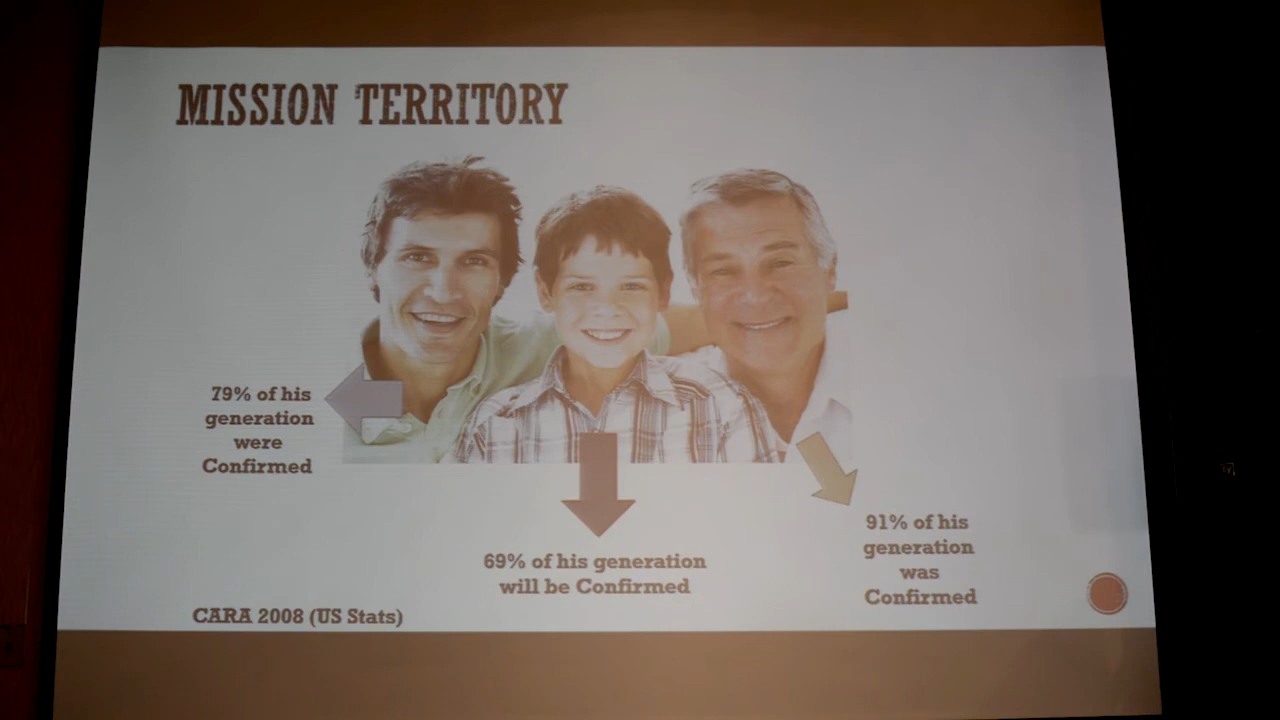 MISSION TERRITORY
79% of his
generation
were
Confirmed
69% of his generation
will be Confirmed
91% of his
generation
was
Confirmed
CARA 2008 (US Stats)